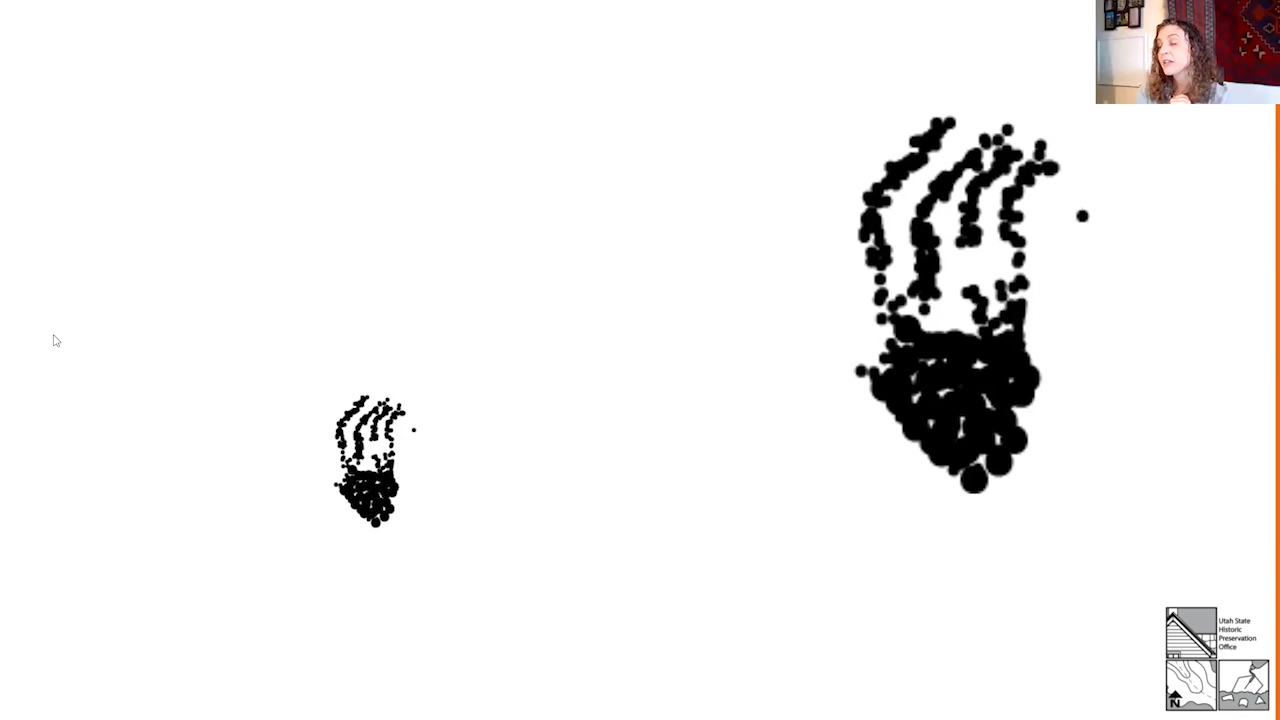 Utah State
Historic
Preservation
Office
N